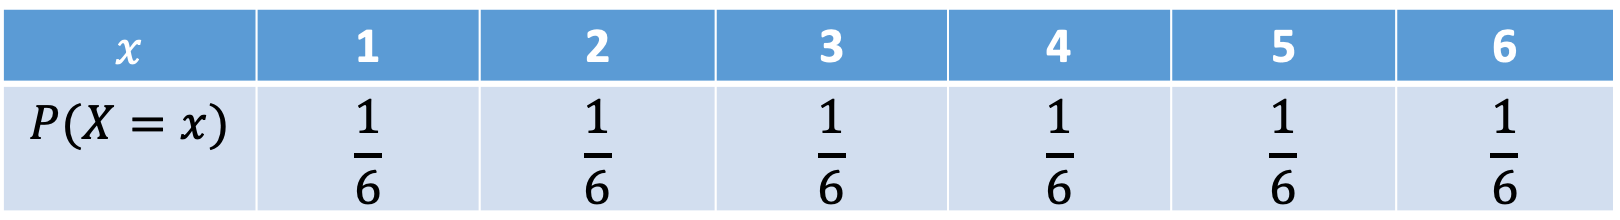 x 1 2 3 4 5 6
P(X = x) 1/6 1/6 1/6 1/6 1/6 1/6